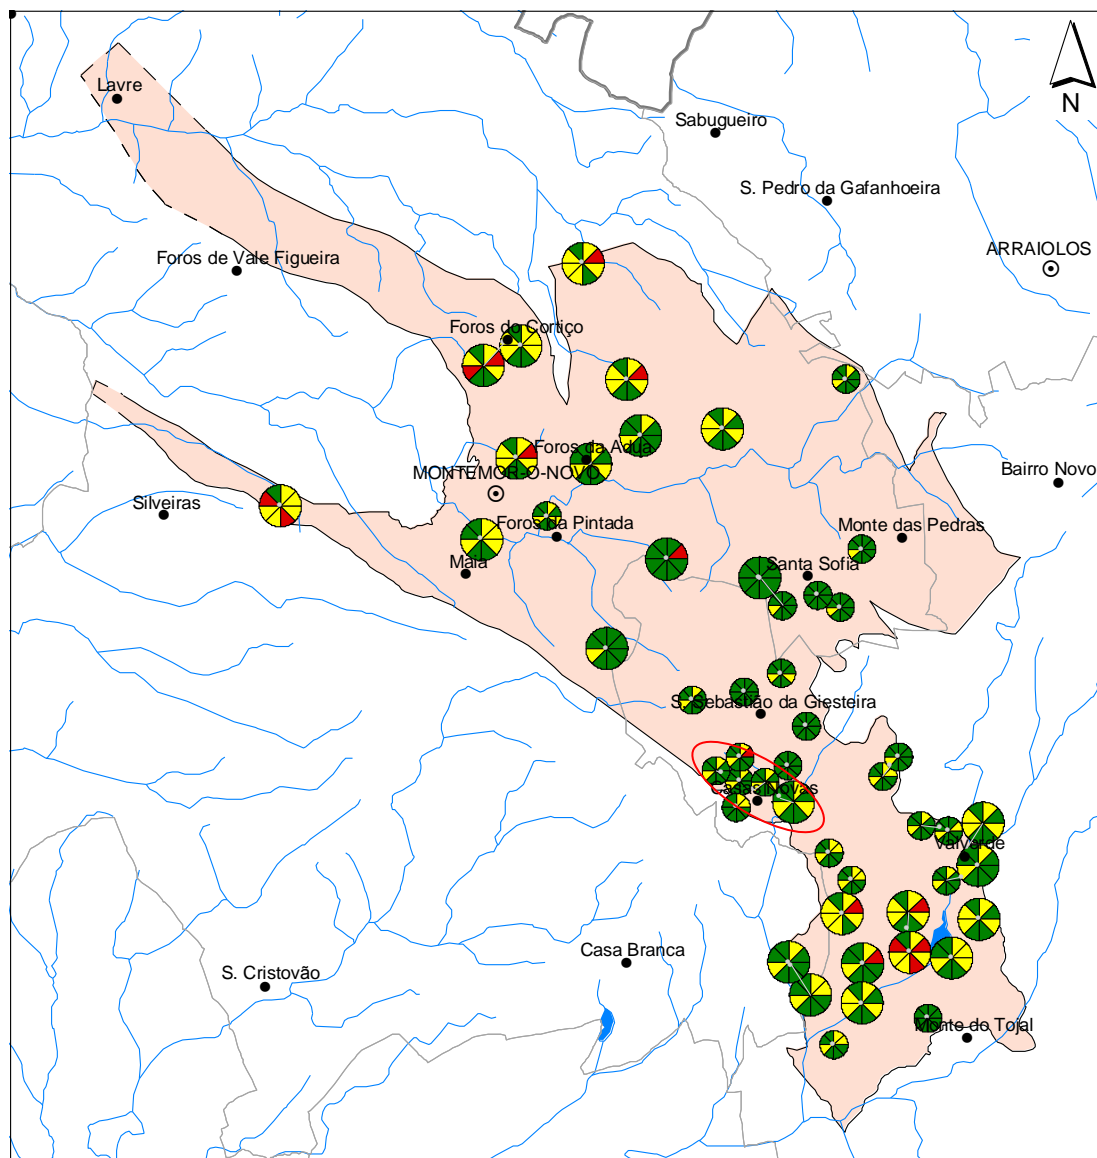 Lavre
N
Sabugueiro
S. Pedro da Gafanhoeira
ARRAIOLOS
Foros de Vale Figueira
Foros do Cortiço
Foros da Adua
MONTEMOR-O-NOVO
Bairro Novo
Silveiras
Foros da Pintada
Monte das Pedras
Maia
Santa Sofia
S. Sebastião da Giesteira
Casas Novas
Valverde
Casa Branca
S. Cristovão
Monte do Tojal